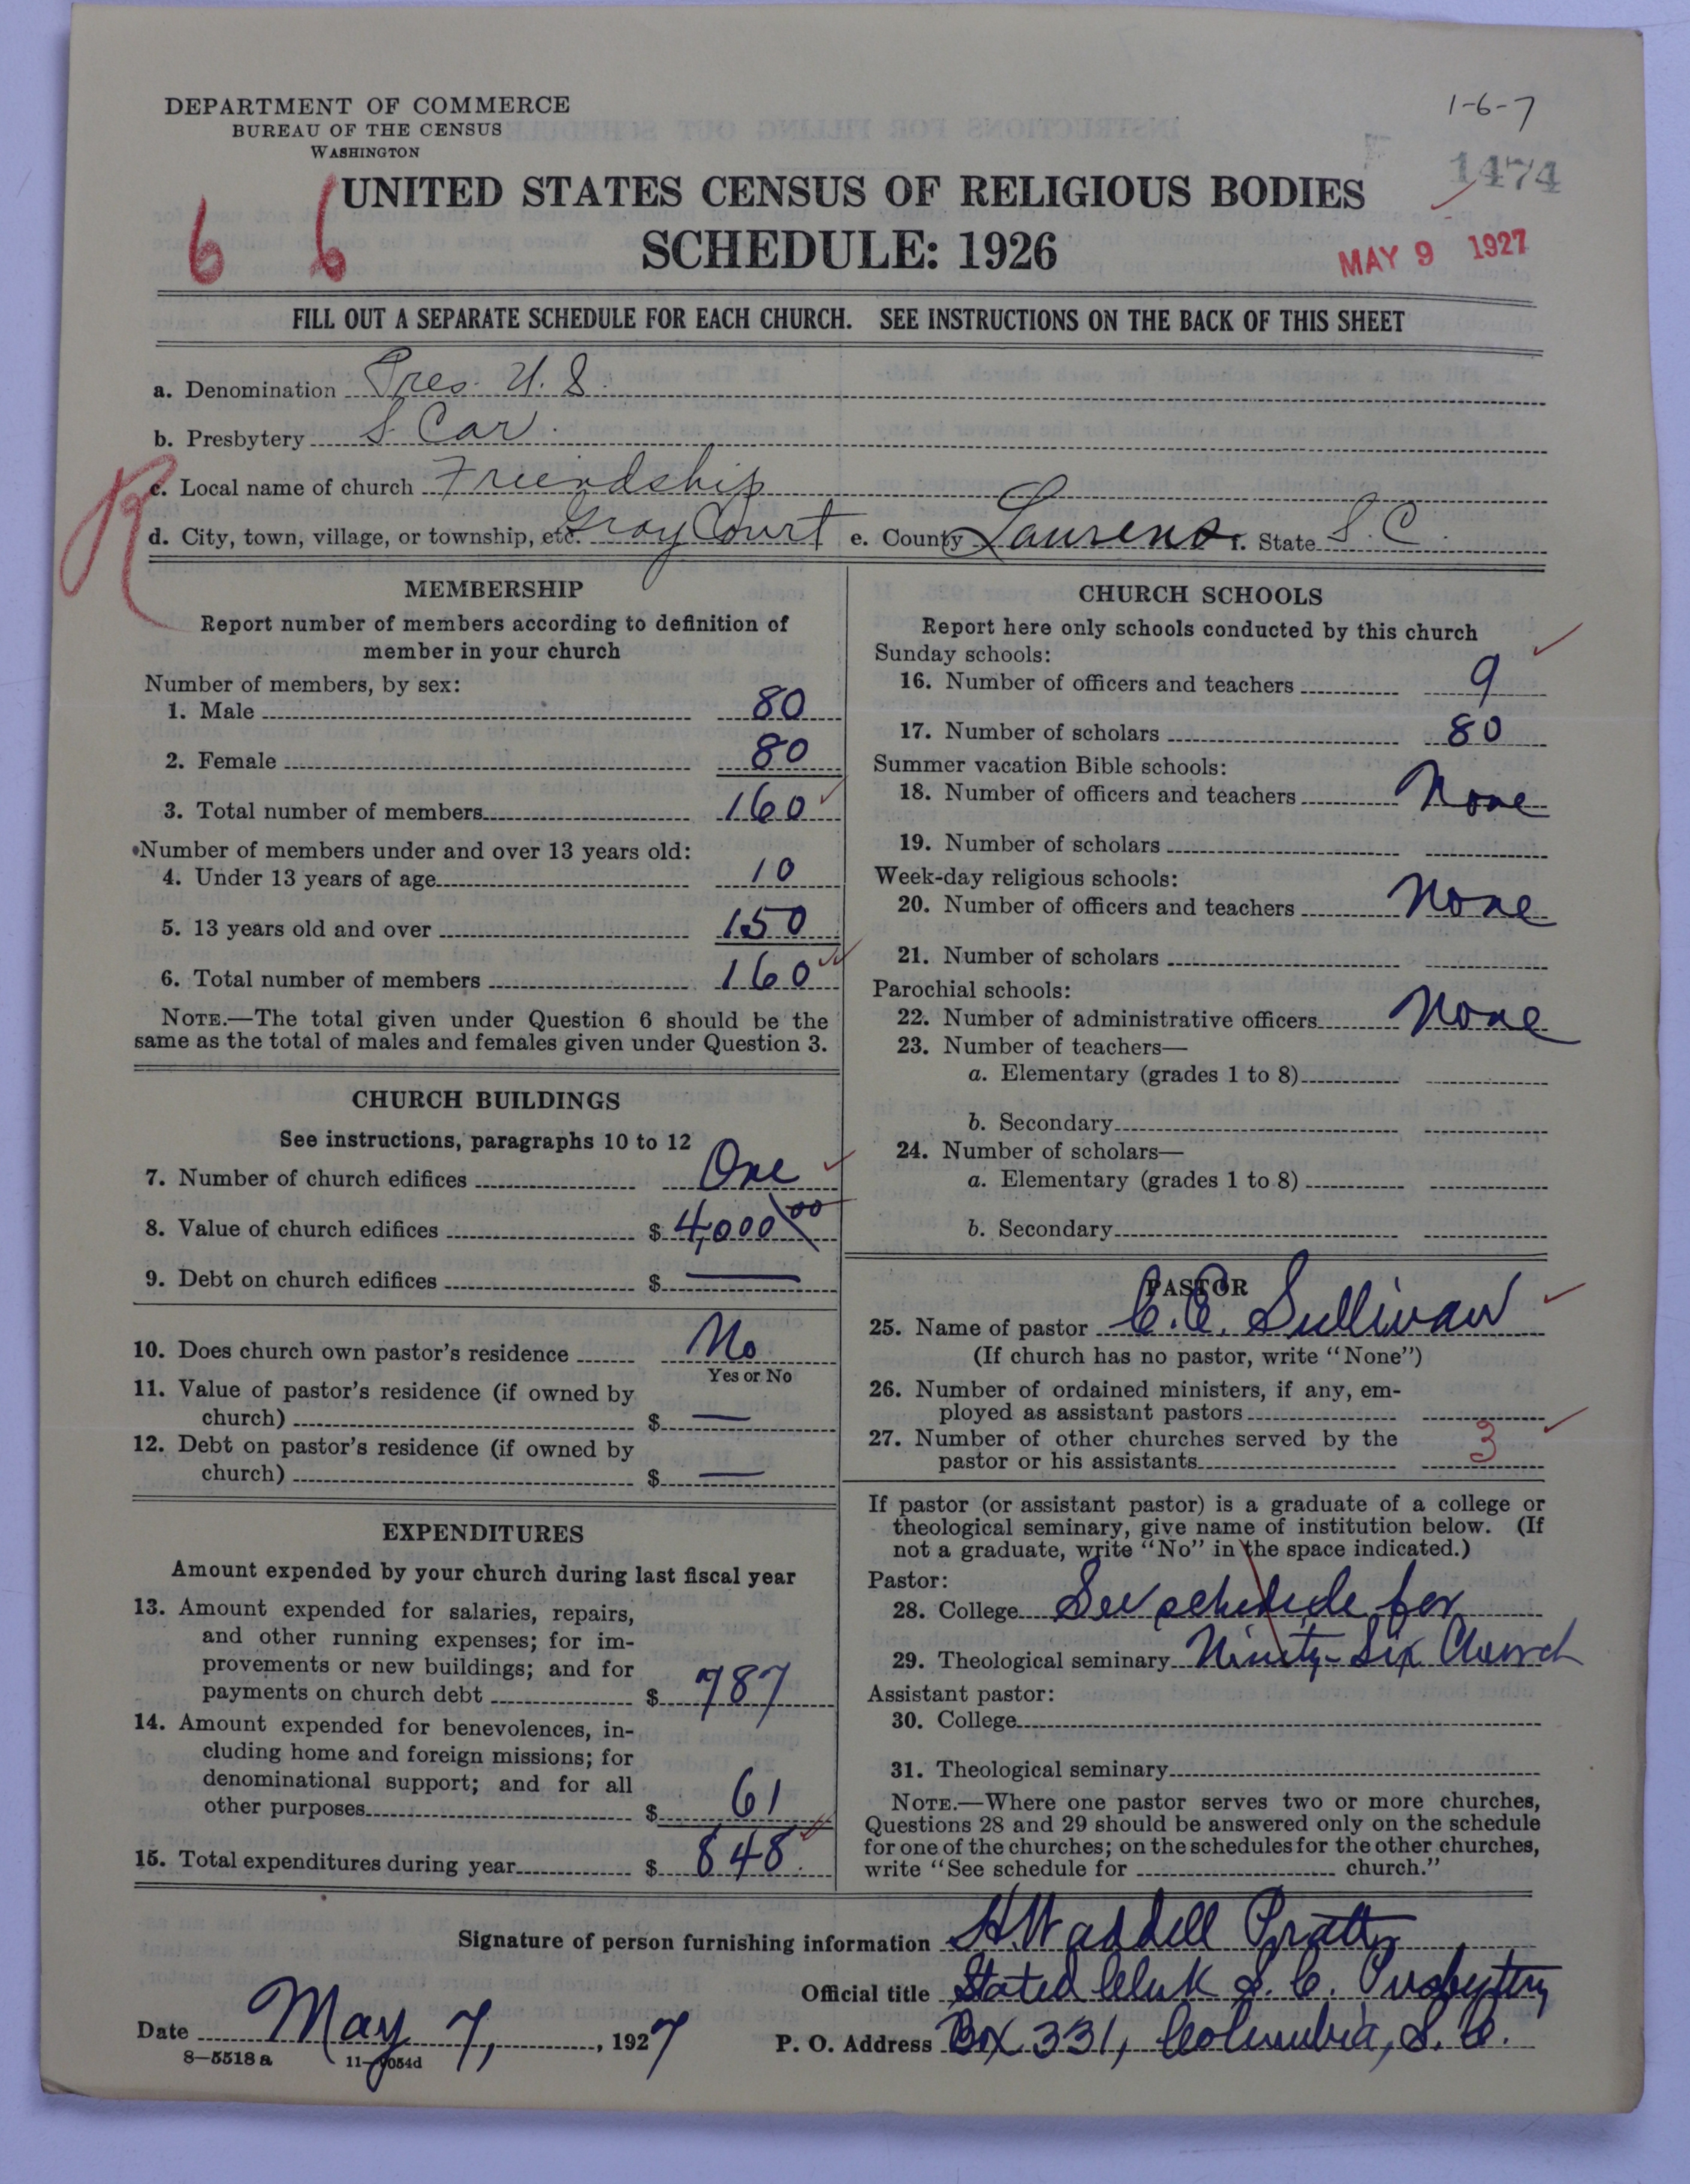 1-6-7
DEPARTMENT OF COMMERCE
BUREAU OF THE CENSUS
WASHINGTON
1474
6 6
UNITED STATES CENSUS OF RELIGIOUS BODIES
SCHEDULE: 1926
MAY 9 1927
FILL OUT A SEPARATE SCHEDULE FOR EACH CHURCH. SEE INSTRUCTIONS ON THE BACK OF THIS SHEET
a. Denomination Pres. U.S.
b. Presbytery S Car.
R
c. Local name of church Friendship
d. City, town, village, or township, etc. Gray Court e. County Laurens f. State S.C.
MEMBERSHIP
Report number of members according to definition of
member in your church
Number of members, by sex:
1. Male 80
2. Female 80
3. Total number of members 160
Number of members under and over 13 years old:
4. Under 13 years of age 10
5. 13 years old and over 150
6. Total number of members 160
NOTE.—The total given under Question 6 should be the
same as the total of males and females given under Question 3.
CHURCH BUILDINGS
See instructions, paragraphs 10 to 12
7. Number of church edifices One
8. Value of church edifices $ 4,000 00
9. Debt on church edifices $ —
10. Does church own pastor's residence No
Yes or No
11. Value of pastor's residence (if owned by
church) $ —
12. Debt on pastor's residence (if owned by
church) $ —
EXPENDITURES
Amount expended by your church during last fiscal year
13. Amount expended for salaries, repairs,
and other running expenses; for im-
provements or new buildings; and for
payments on church debt $ 787
14. Amount expended for benevolences, in-
cluding home and foreign missions; for
denominational support; and for all
other purposes $ 61
15. Total expenditures during year $ 848.
CHURCH SCHOOLS
Report here only schools conducted by this church
Sunday schools:
16. Number of officers and teachers 9
17. Number of scholars 80
Summer vacation Bible schools:
18. Number of officers and teachers None
19. Number of scholars
Week-day religious schools:
20. Number of officers and teachers None
21. Number of scholars
Parochial schools:
22. Number of administrative officers None
23. Number of teachers—
a. Elementary (grades 1 to 8)
b. Secondary
24. Number of scholars—
a. Elementary (grades 1 to 8)
b. Secondary
PASTOR
25. Name of pastor C.C. Sullivan
(If church has no pastor, write "None")
26. Number of ordained ministers, if any, em-
ployed as assistant pastors
27. Number of other churches served by the
pastor or his assistants 3
If pastor (or assistant pastor) is a graduate of a college or
theological seminary, give name of institution below. (If
not a graduate, write "No" in the space indicated.)
Pastor:
28. College See schedule for
29. Theological seminary Ninety-Six Church
Assistant pastor:
30. College
31. Theological seminary
NOTE.—Where one pastor serves two or more churches,
Questions 28 and 29 should be answered only on the schedule
for one of the churches; on the schedules for the other churches,
write "See schedule for church."
Signature of person furnishing information H. Waddell Pratt
Official title Stated Clerk S.C. Presbytery
Date May 7, 1927 P. O. Address Box 331, Columbia, S.C.
8-5518 a 11-9054d